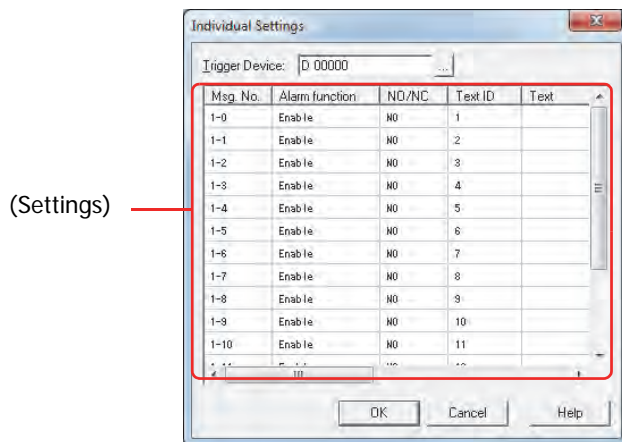 Individual Settings
Trigger Device: D 00000 ...
Msg. No. Alarm function NO/NC Text ID Text
1-0 Enable NO 1
1-1 Enable NO 2
1-2 Enable NO 3
(Settings)
1-3 Enable NO 4
1-4 Enable NO 5
1-5 Enable NO 6
1-6 Enable NO 7
1-7 Enable NO 8
1-8 Enable NO 9
1-9 Enable NO 10
1-10 Enable NO 11
OK Cancel Help